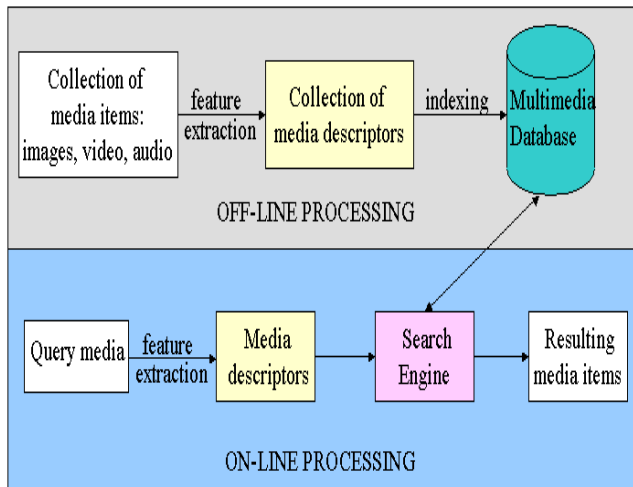 Collection of
media items:
images, video, audio
feature
extraction
Collection of
media descriptors
indexing
Multimedia
Database
OFF-LINE PROCESSING
Query media
feature
extraction
Media
descriptors
Search
Engine
Resulting
media items
ON-LINE PROCESSING